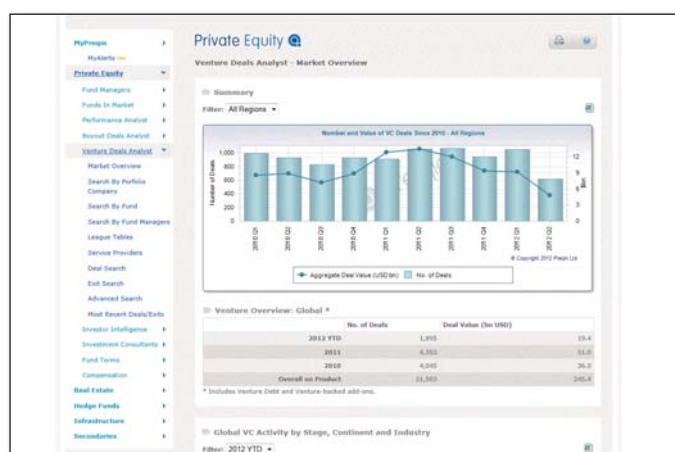 MyPreqin
MyAlerts
Private Equity
Fund Managers
Funds In Market
Performance Analyst
Buyout Deals Analyst
Venture Deals Analyst
Market Overview
Search By Porfolio
Company
Search By Fund
Search By Fund Managers
League Tables
Service Providers
Deal Search
Exit Search
Advanced Search
Most Recent Deals/Exits
Investor Intelligence
Investment Consultants
Fund Terms
Compensation
Real Estate
Hedge Funds
Infrastructure
Secondaries
Private Equity
Venture Deals Analyst - Market Overview
Summary
Filter: All Regions
Number and Value of VC Deals Since 2010 - All Regions
Number of Deals
1,000
800
600
400
200
0
12
9
6
3
0
$bn
2010 Q1
2010 Q2
2010 Q3
2010 Q4
2011 Q1
2011 Q2
2011 Q3
2011 Q4
2012 Q1
2012 Q2
© Copyright 2012 Preqin Ltd
Aggregate Deal Value (USD bn) No. of Deals
Venture Overview: Global *
No. of Deals Deal Value (bn USD)
2012 YTD 1,895 19.4
2011 4,353 51.0
2010 4,045 36.0
Overall on Product 245.4
* Includes Venture Debt and Venture-backed add-ons.
Global VC Activity by Stage, Continent and Industry
Filter: 2012 YTD